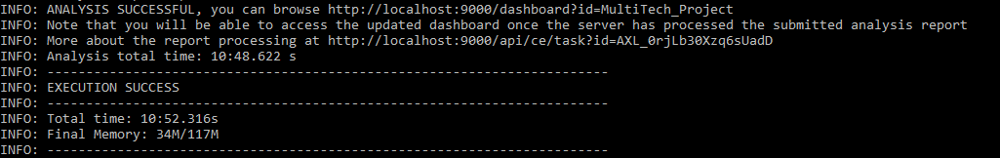 INFO: ANALYSIS SUCCESSFUL, you can browse http://localhost:9000/dashboard?id=MultiTech_Project
INFO: Note that you will be able to access the updated dashboard once the server has processed the submitted analysis report
INFO: More about the report processing at http://localhost:9000/api/ce/task?id=AXL_0rjLb30Xzq6sUadD
INFO: Analysis total time: 10:48.622 s
INFO: ------------------------------------------------------------------------
INFO: EXECUTION SUCCESS
INFO: ------------------------------------------------------------------------
INFO: Total time: 10:52.316s
INFO: Final Memory: 34M/117M
INFO: ------------------------------------------------------------------------